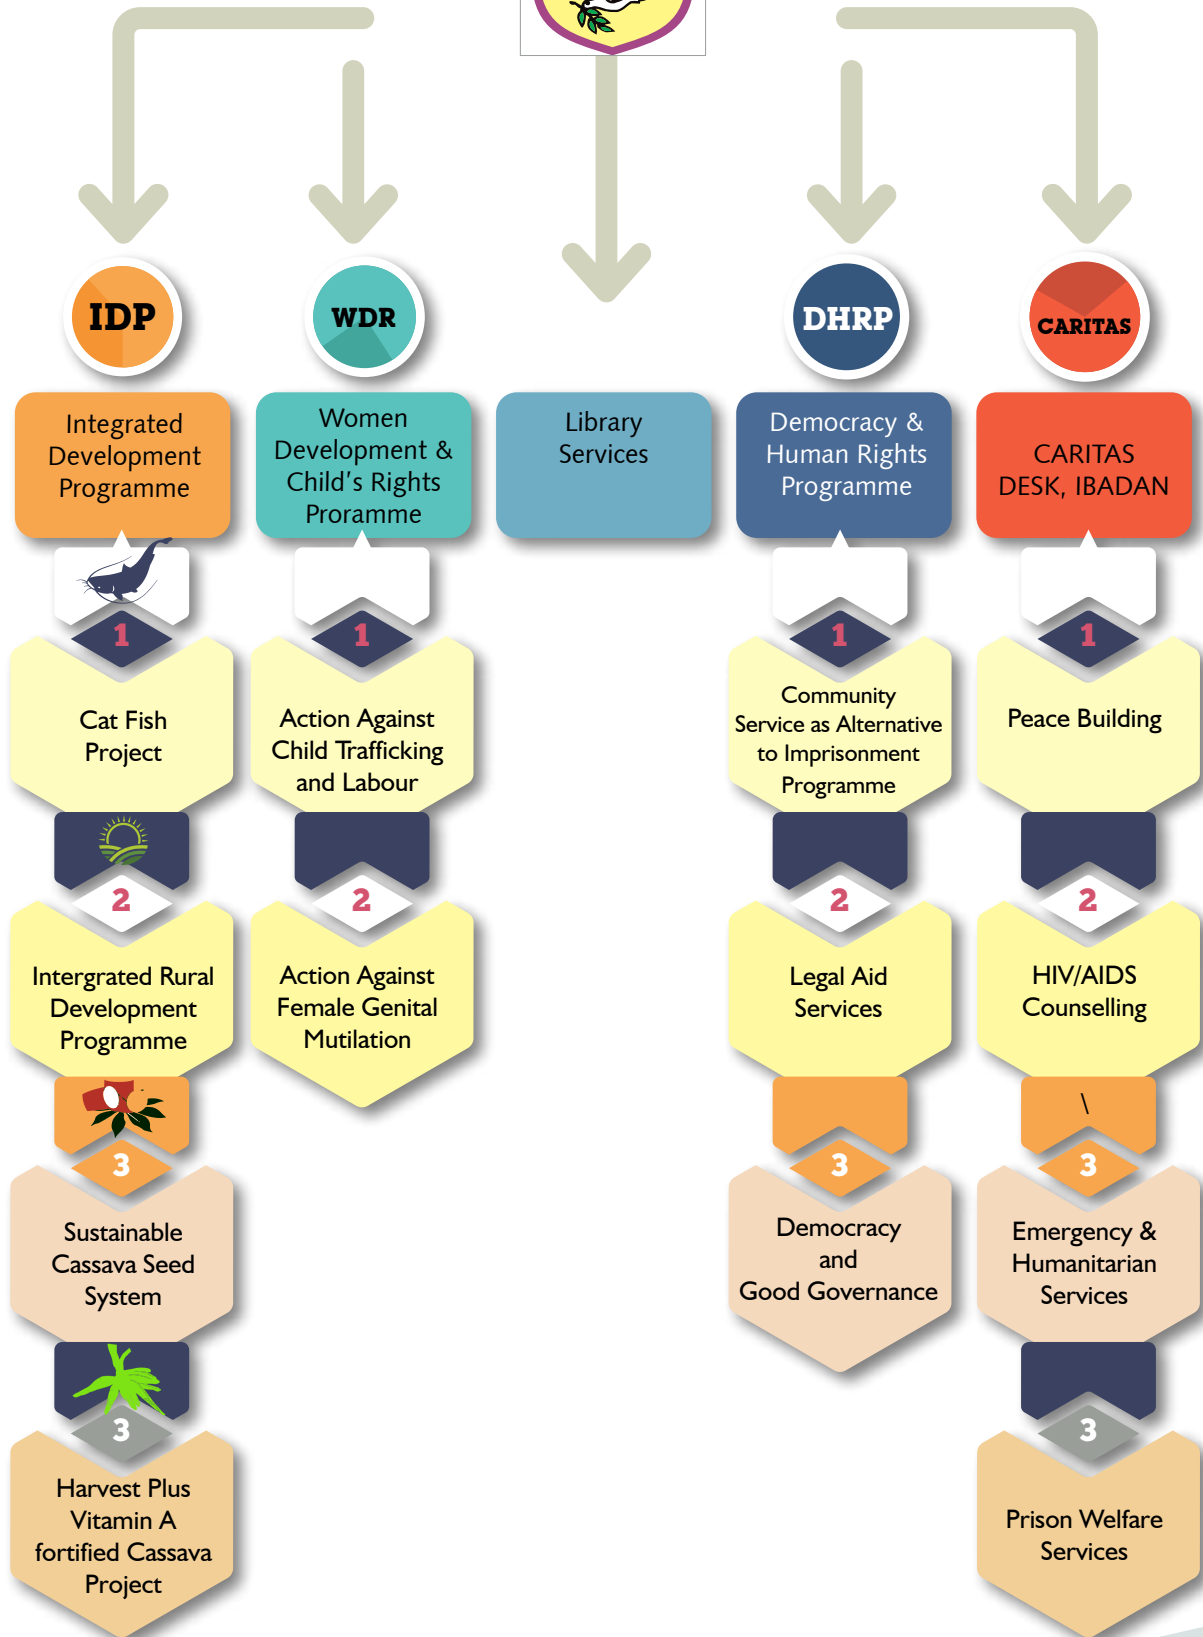 IDP
Integrated
Development
Programme
1
Cat Fish
Project
2
Intergrated Rural
Development
Programme
3
Sustainable
Cassava Seed
System
3
Harvest Plus
Vitamin A
fortified Cassava
Project
WDR
Women
Development &
Child's Rights
Proramme
1
Action Against
Child Trafficking
and Labour
2
Action Against
Female Genital
Mutilation
Library
Services
DHRP
Democracy &
Human Rights
Programme
1
Community
Service as Alternative
to Imprisonment
Programme
2
Legal Aid
Services
3
Democracy
and
Good Governance
CARITAS
CARITAS
DESK, IBADAN
1
Peace Building
2
HIV/AIDS
Counselling
\
3
Emergency &
Humanitarian
Services
3
Prison Welfare
Services